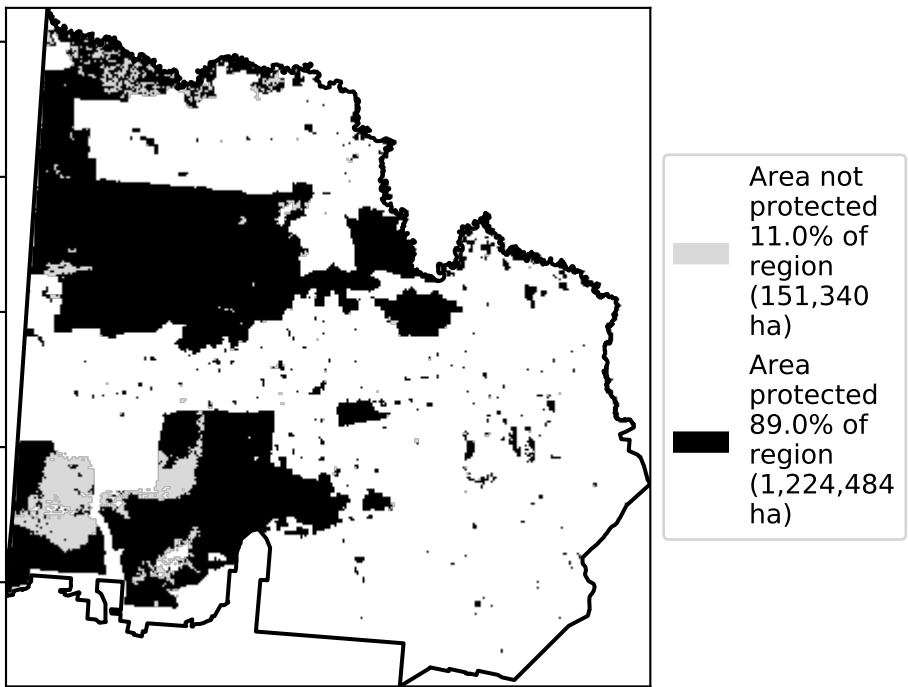 Area not
protected
11.0% of
region
(151,340
ha)
Area
protected
89.0% of
region
(1,224,484
ha)